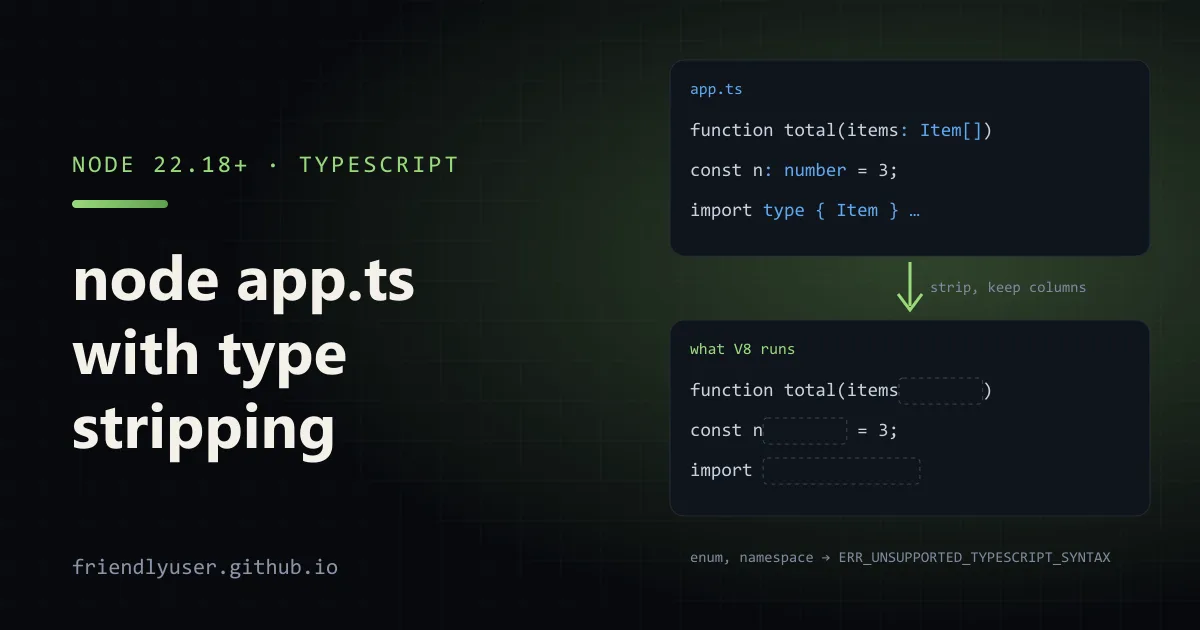 NODE 22.18+ · TYPESCRIPT
node app.ts
with type
stripping
friendlyuser.github.io
app.ts
function total(items: Item[])
const n: number = 3;
import type { Item } …
strip, keep columns
what V8 runs
function total(items )
const n = 3;
import
enum, namespace → ERR_UNSUPPORTED_TYPESCRIPT_SYNTAX